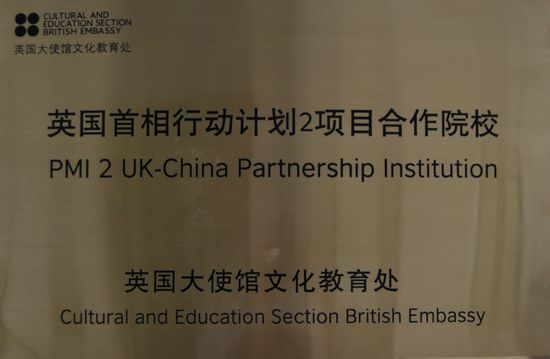 CULTURAL AND
EDUCATION SECTION
BRITISH EMBASSY
英国大使馆文化教育处
英国首相行动计划2项目合作院校
PMI 2 UK-China Partnership Institution
英国大使馆文化教育处
Cultural and Education Section British Embassy